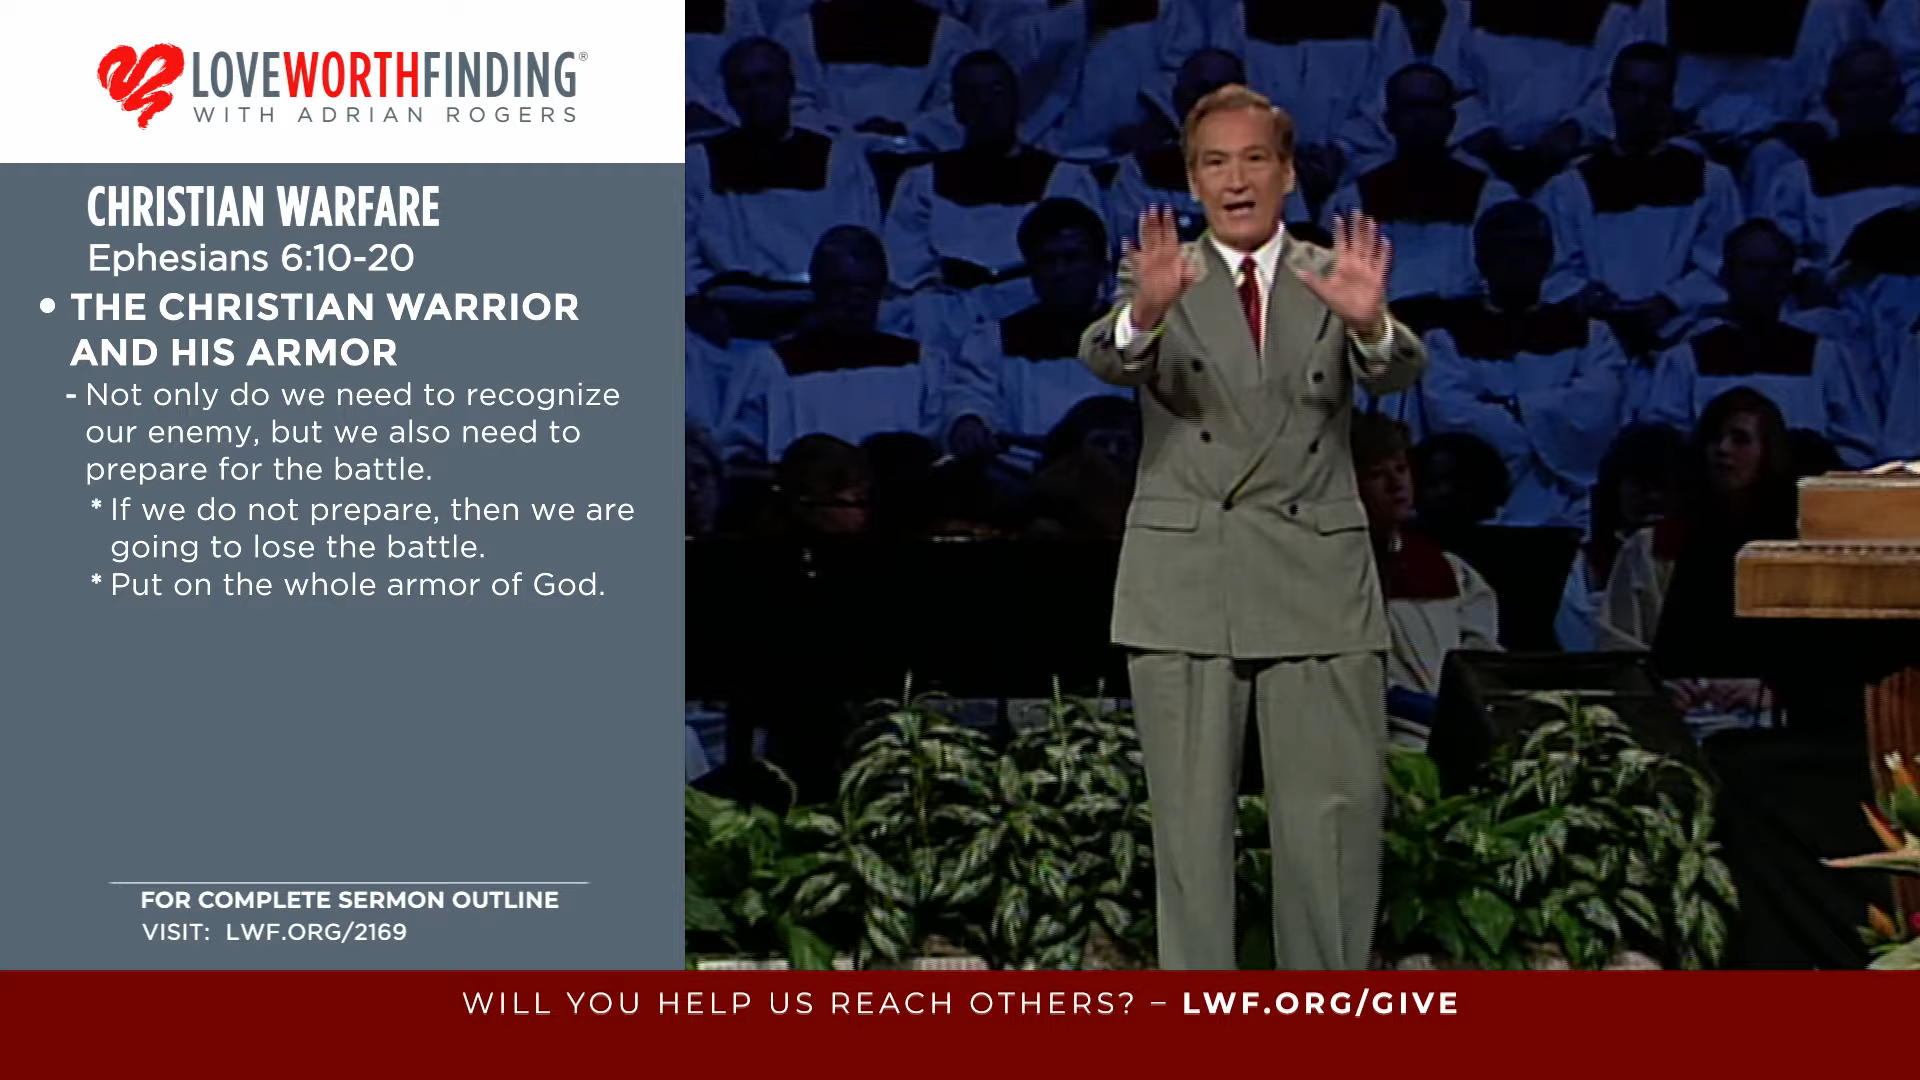 LOVEWORTHFINDING®
WITH ADRIAN ROGERS
CHRISTIAN WARFARE
Ephesians 6:10-20
• THE CHRISTIAN WARRIOR
AND HIS ARMOR
- Not only do we need to recognize
our enemy, but we also need to
prepare for the battle.
* If we do not prepare, then we are
going to lose the battle.
* Put on the whole armor of God.
FOR COMPLETE SERMON OUTLINE
VISIT: LWF.ORG/2169
WILL YOU HELP US REACH OTHERS? – LWF.ORG/GIVE